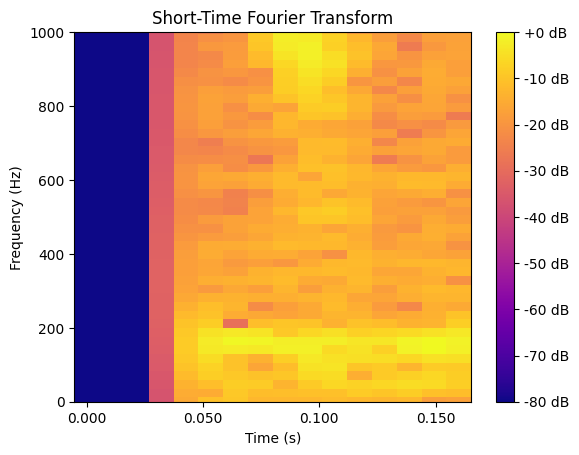 Short-Time Fourier Transform
1000
800
600
400
200
0
Frequency (Hz)
0.000
0.050
0.100
0.150
Time (s)
+0 dB
-10 dB
-20 dB
-30 dB
-40 dB
-50 dB
-60 dB
-70 dB
-80 dB